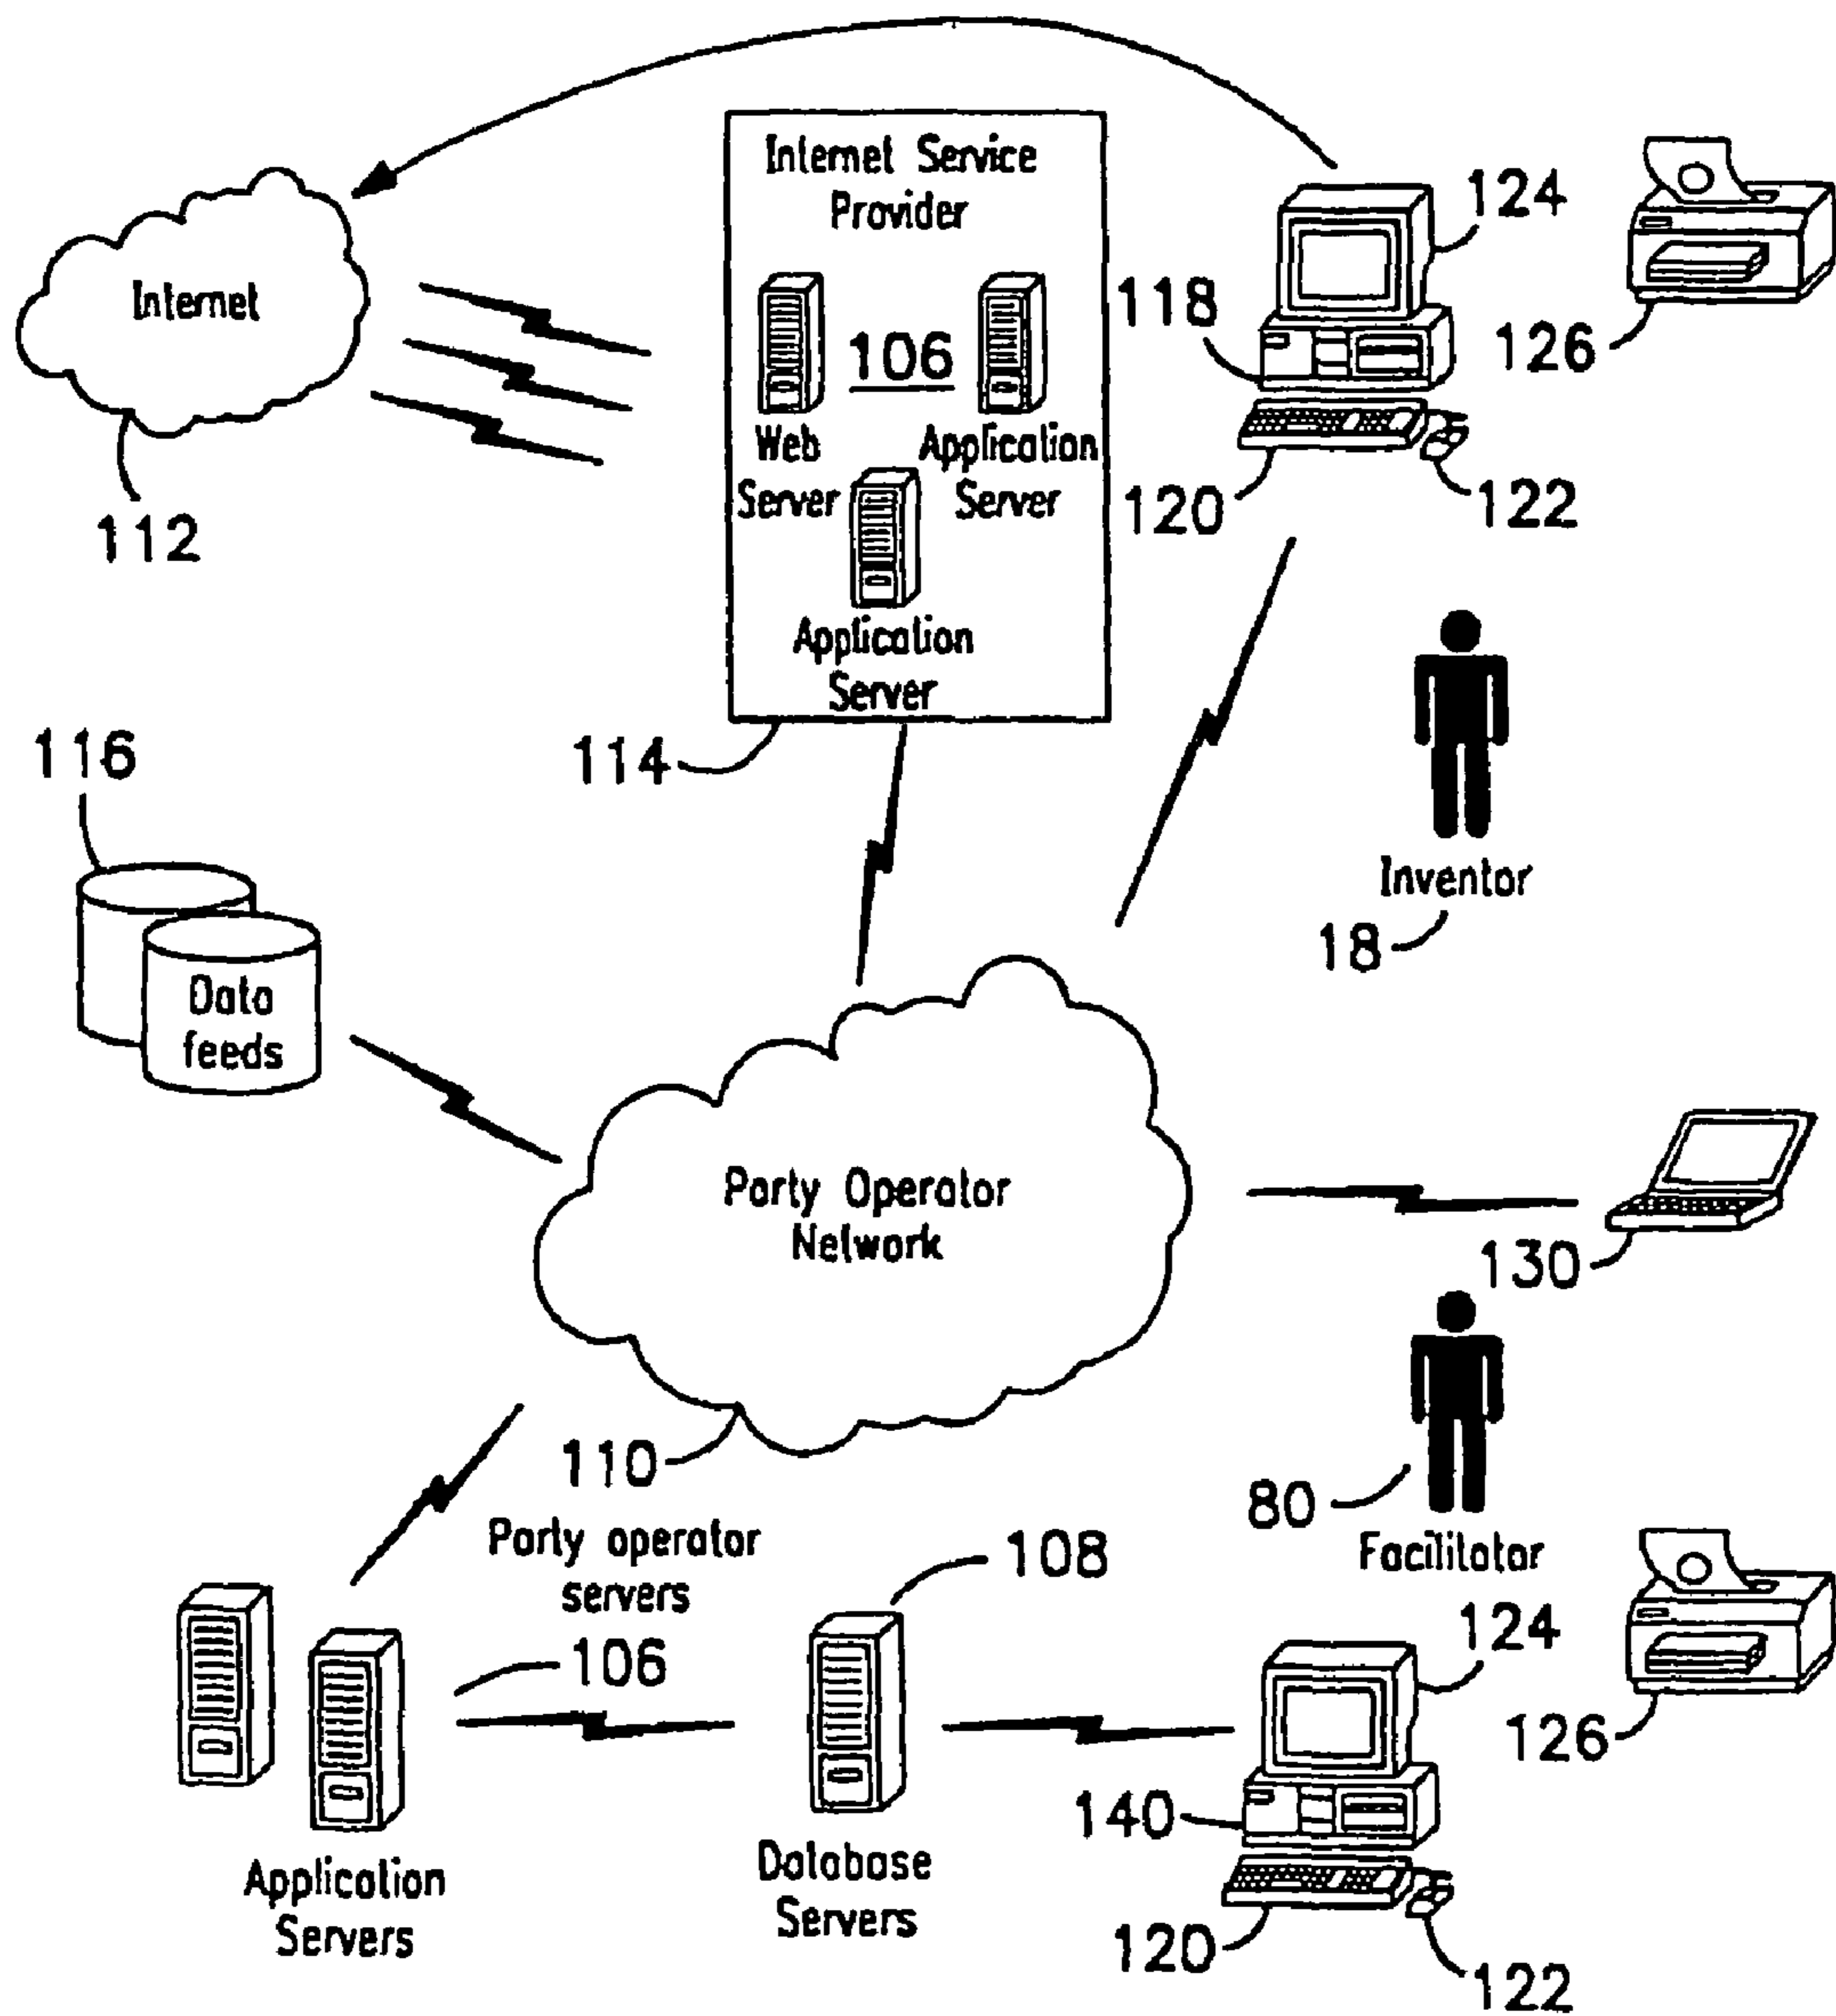 Internet Service
Provider
124
Internet
118
126
106
Web
Server
Application
Server
120
122
112
Application
Server
114
116
Inventor
18
Data
feeds
Party Operator
Network
130
110
80
Facilitator
Party operator
servers
108
124
106
126
140
Application
Servers
Database
Servers
120
122